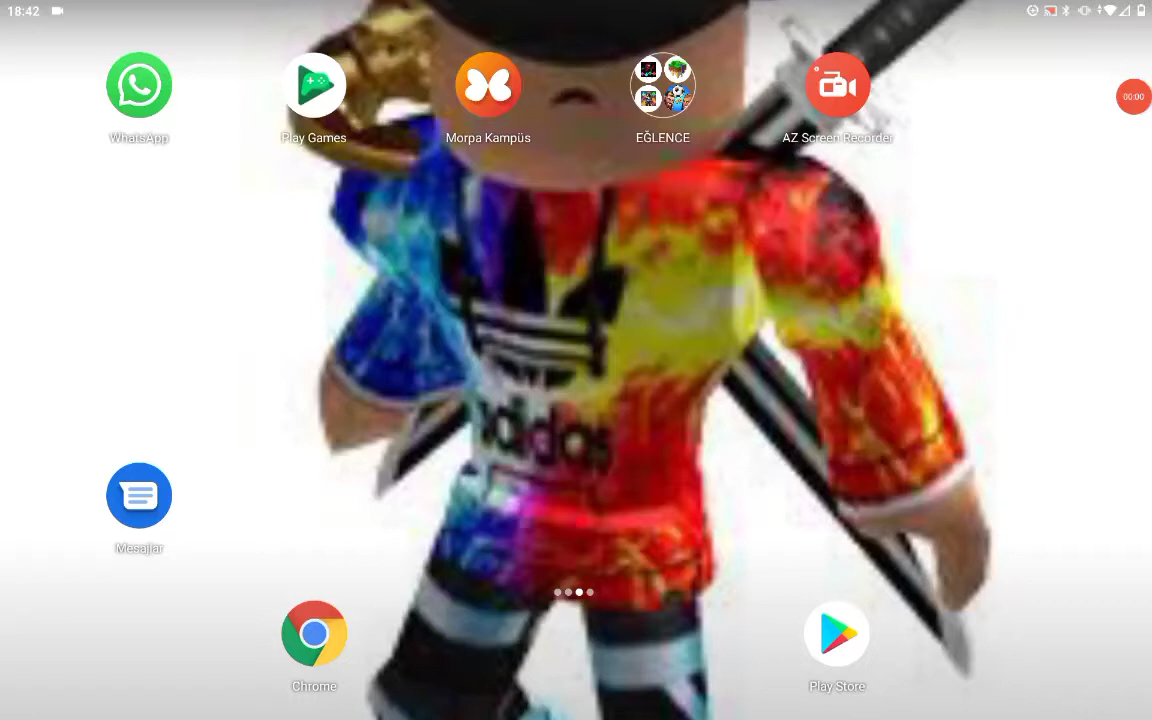 18:42
00:00
WhatsApp
Play Games
Morpa Kampüs
EĞLENCE
AZ Screen Recorder
adidas
Mesajlar
Chrome
Play Store